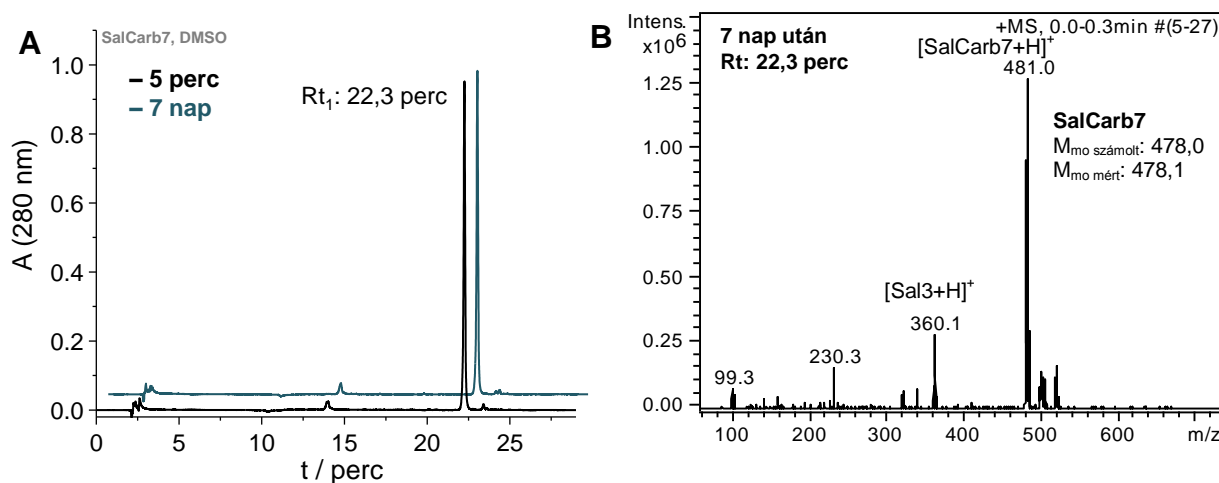 A
SalCarb7, DMSO
– 5 perc
– 7 nap
Rt₁: 22,3 perc
1.0
0.8
0.6
0.4
0.2
0.0
A (280 nm)
0 5 10 15 20 25
t / perc
B
Intens.
x10⁶
+MS, 0.0-0.3min #(5-27)
7 nap után
Rt: 22,3 perc
[SalCarb7+H]⁺
481.0
SalCarb7
Mmo számolt: 478,0
Mmo mért: 478,1
[Sal3+H]⁺
360.1
230.3
99.3
1.25
1.00
0.75
0.50
0.25
0.00
100 200 300 400 500 600 m/z